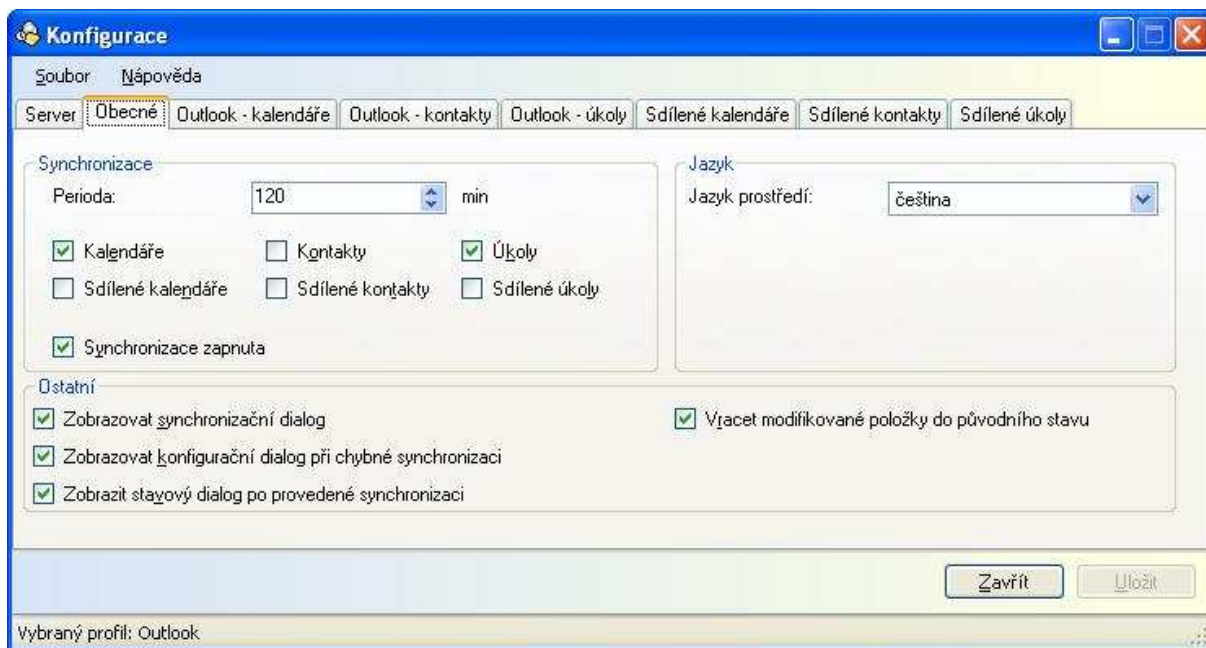 Konfigurace
Soubor Nápověda
Server Obecné Outlook - kalendáře Outlook - kontakty Outlook - úkoly Sdílené kalendáře Sdílené kontakty Sdílené úkoly
Synchronizace Jazyk
Perioda: 120 min Jazyk prostředí: čeština
Kalendáře Kontakty Úkoly
Sdílené kalendáře Sdílené kontakty Sdílené úkoly
Synchronizace zapnuta
Ostatní
Zobrazovat synchronizační dialog Vracet modifikované položky do původního stavu
Zobrazovat konfigurační dialog při chybné synchronizaci
Zobrazit stavový dialog po provedené synchronizaci
Zavřít Uložit
Vybraný profil: Outlook